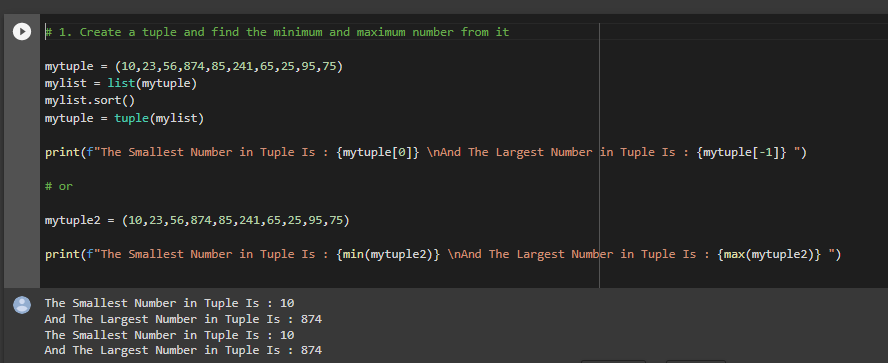 # 1. Create a tuple and find the minimum and maximum number from it
mytuple = (10,23,56,874,85,241,65,25,95,75)
mylist = list(mytuple)
mylist.sort()
mytuple = tuple(mylist)
print(f"The Smallest Number in Tuple Is : {mytuple[0]} \nAnd The Largest Number in Tuple Is : {mytuple[-1]} ")
# or
mytuple2 = (10,23,56,874,85,241,65,25,95,75)
print(f"The Smallest Number in Tuple Is : {min(mytuple2)} \nAnd The Largest Number in Tuple Is : {max(mytuple2)} ")
The Smallest Number in Tuple Is : 10
And The Largest Number in Tuple Is : 874
The Smallest Number in Tuple Is : 10
And The Largest Number in Tuple Is : 874